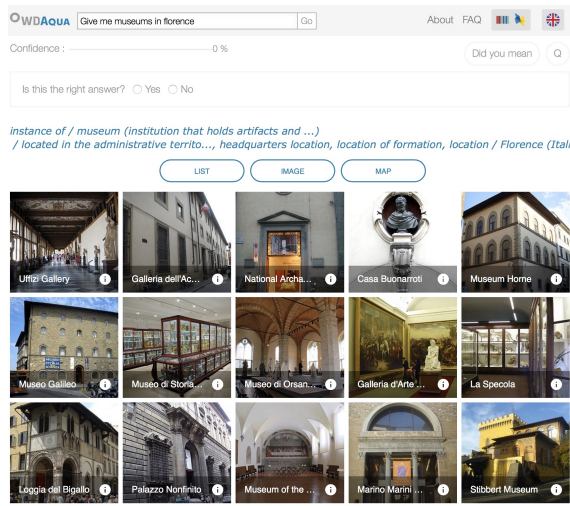 OWDAQUA
Give me museums in florence
Go
About FAQ
Confidence : 0 %
Did you mean
Q
Is this the right answer? Yes No
instance of / museum (institution that holds artifacts and ...)
/ located in the administrative territo..., headquarters location, location of formation, location / Florence (Ital
LIST IMAGE MAP
Uffizi Gallery
Galleria dell'Ac...
National Archa...
Casa Buonarroti
Museum Horne
Museo Galileo
Museo di Storia...
Museo di Orsan...
Galleria d'Arte ...
La Specola
Loggia del Bigallo
Palazzo Nonfinito
Museum of the ...
Marino Marini ...
Stibbert Museum